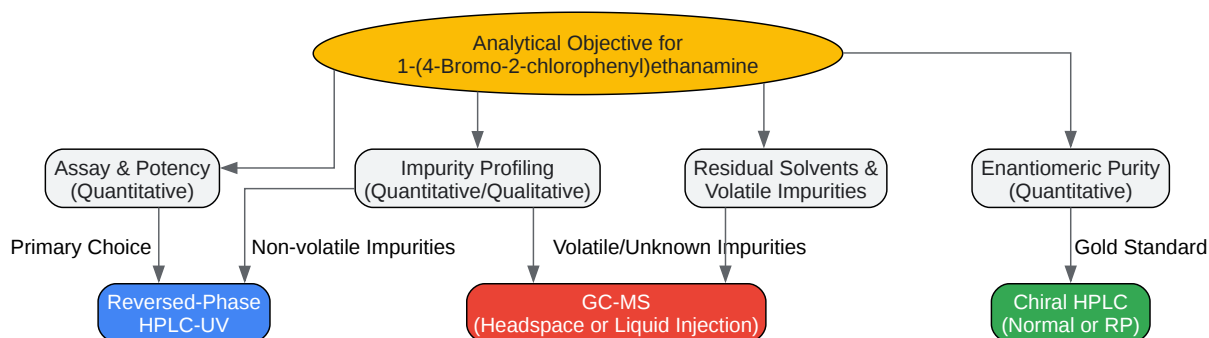 Analytical Objective for
1-(4-Bromo-2-chlorophenyl)ethanamine
Assay & Potency
(Quantitative)
Impurity Profiling
(Quantitative/Qualitative)
Residual Solvents &
Volatile Impurities
Enantiomeric Purity
(Quantitative)
Primary Choice
Non-volatile Impurities
Volatile/Unknown Impurities
Gold Standard
Reversed-Phase
HPLC-UV
GC-MS
(Headspace or Liquid Injection)
Chiral HPLC
(Normal or RP)